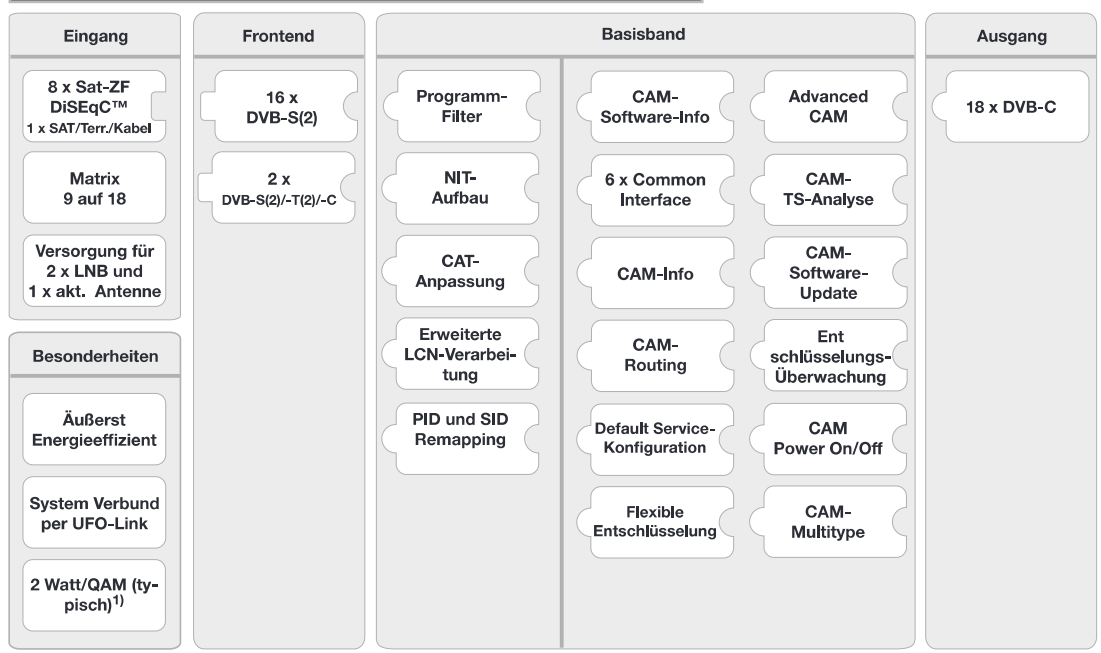 Eingang
8 x Sat-ZF
DiSEqC™
1 x SAT/Terr./Kabel
Matrix
9 auf 18
Versorgung für
2 x LNB und
1 x akt. Antenne
Besonderheiten
Äußerst
Energieeffizient
System Verbund
per UFO-Link
2 Watt/QAM (ty-
pisch)1)
Frontend
16 x
DVB-S(2)
2 x
DVB-S(2)/-T(2)/-C
Basisband
Programm-
Filter
NIT-
Aufbau
CAT-
Anpassung
Erweiterte
LCN-Verarbei-
tung
PID und SID
Remapping
CAM-
Software-Info
6 x Common
Interface
CAM-Info
CAM-
Routing
Default Service-
Konfiguration
Flexible
Entschlüsselung
Advanced
CAM
CAM-
TS-Analyse
CAM-
Software-
Update
Ent
schlüsselungs-
Überwachung
CAM
Power On/Off
CAM-
Multitype
Ausgang
18 x DVB-C